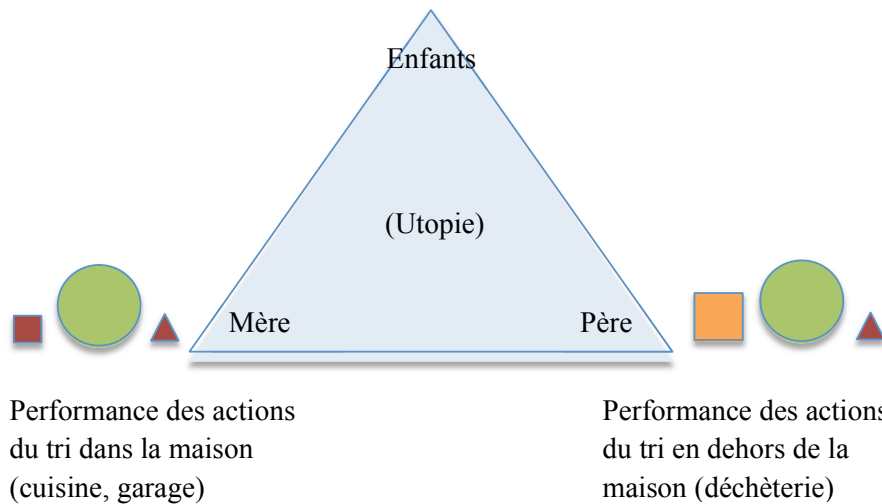 Enfants
(Utopie)
Mère
Père
Performance des actions
du tri dans la maison
(cuisine, garage)
Performance des actions
du tri en dehors de la
maison (déchèterie)